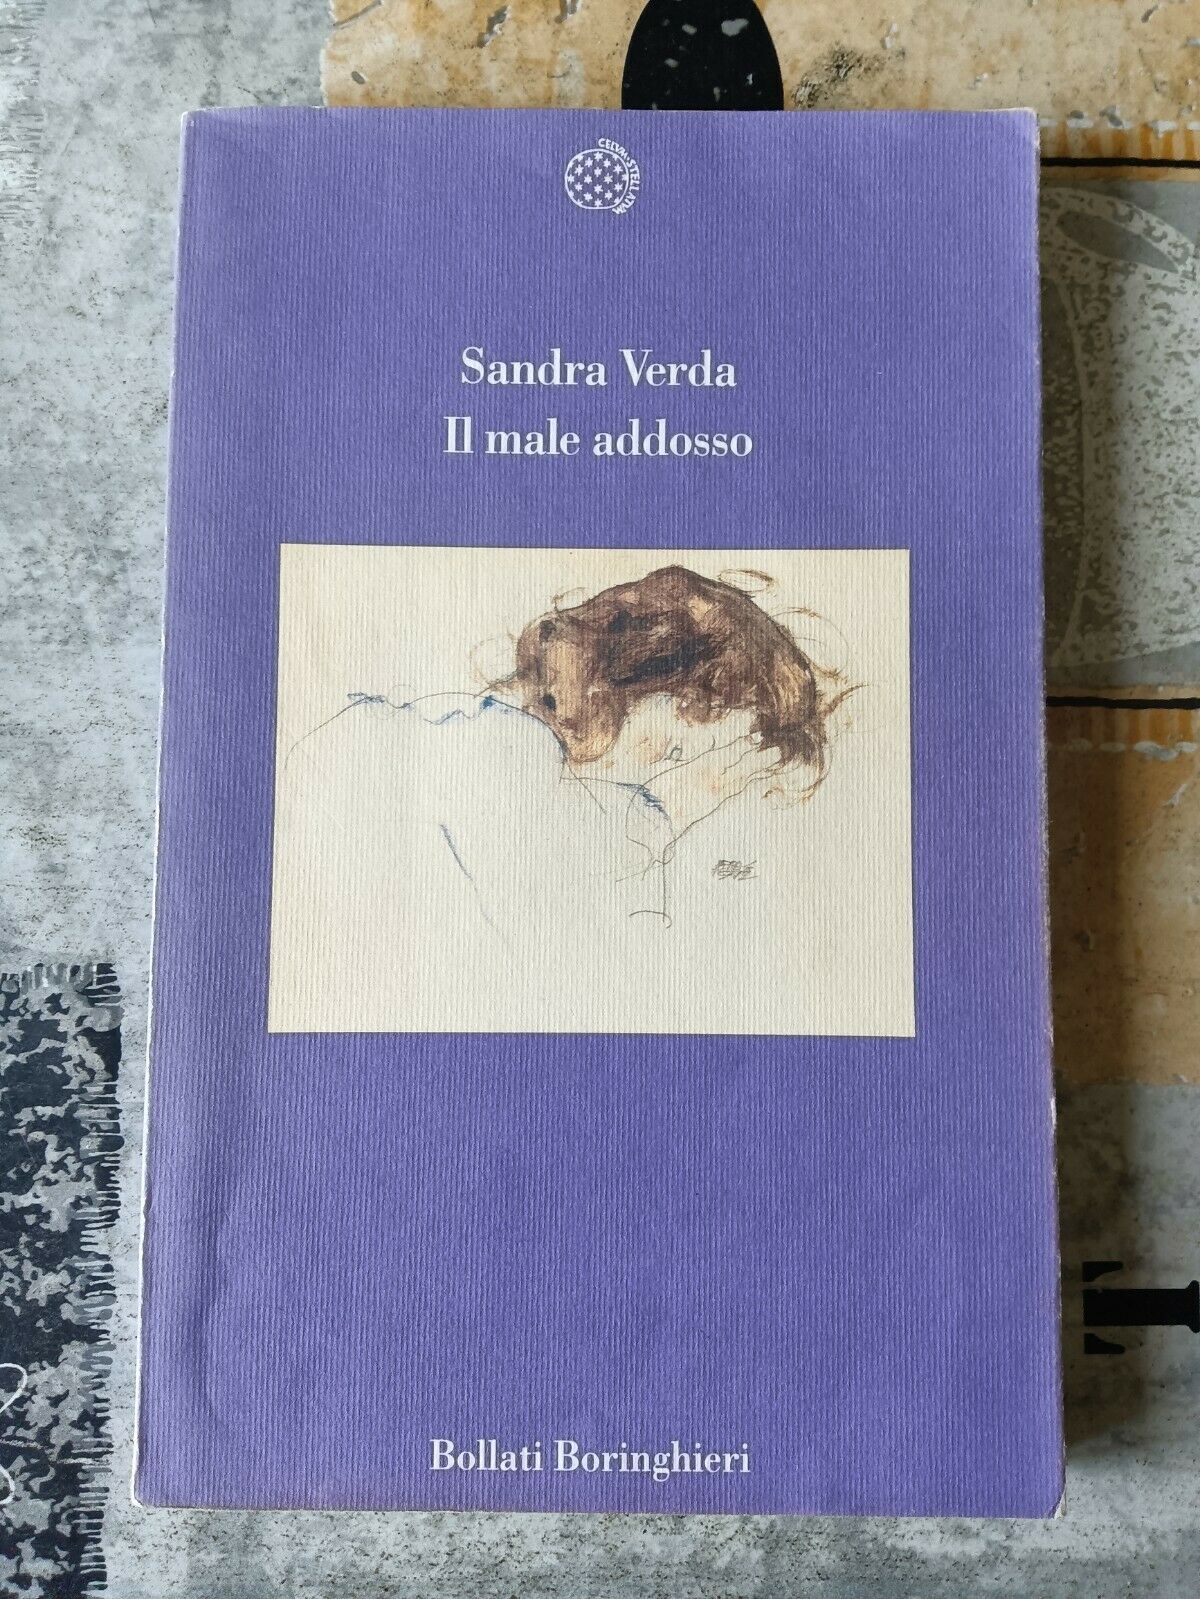 CELVM·STELLATVM
Sandra Verda
Il male addosso
Bollati Boringhieri
T